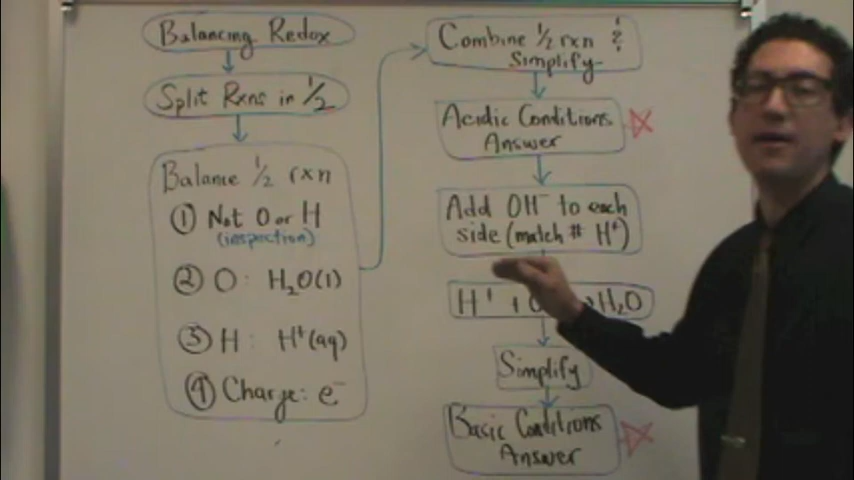 Balancing Redox
Split Rxns in 1/2
Balance 1/2 rxn
① Not O or H
(inspection)
② O: H₂O(l)
③ H: H⁺(aq)
④ Charge: e⁻
Combine 1/2 rxn &
Simplify
Acidic Conditions
Answer
Add OH⁻ to each
side (match # H⁺)
H⁺ + H₂O
Simplify
Basic Conditions
Answer